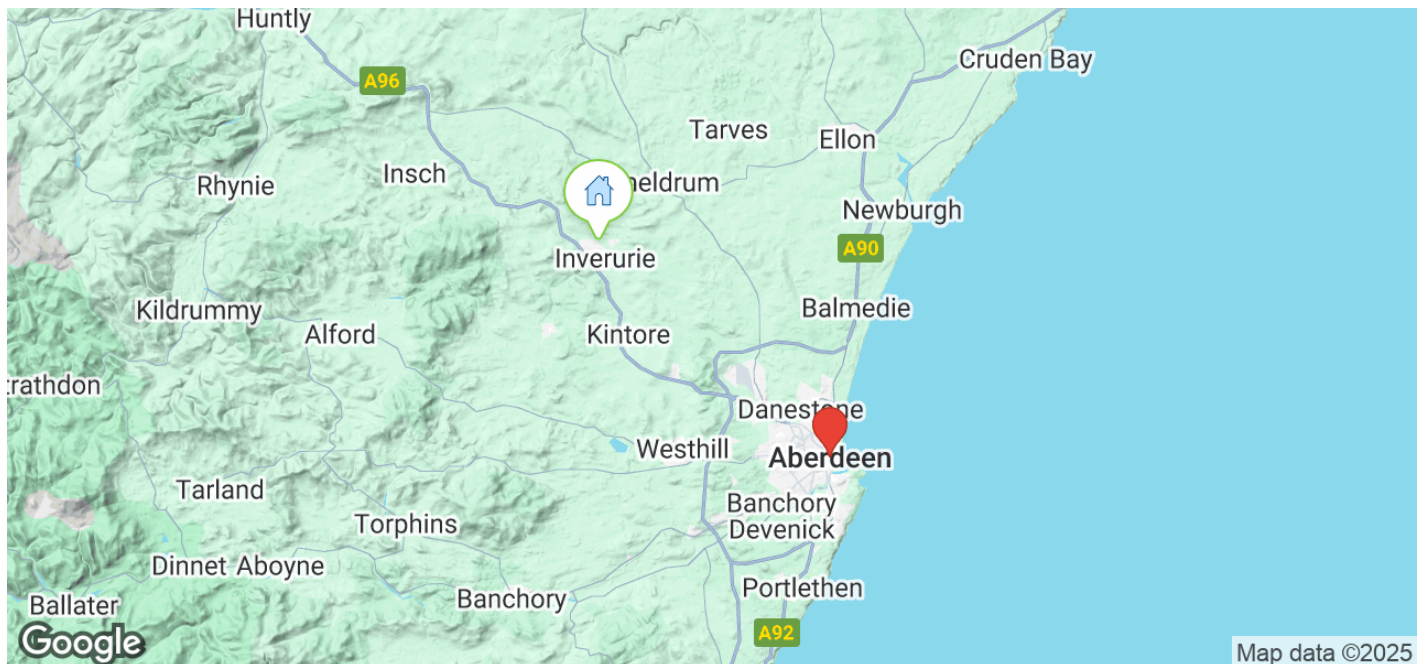 Huntly
Cruden Bay
A96
Tarves
Ellon
Insch
Rhynie
neldrum
Newburgh
A90
Inverurie
Kildrummy
Balmedie
Alford
Kintore
trathdon
Danestone
Westhill
Aberdeen
Tarland
Banchory
Devenick
Torphins
Dinnet
Aboyne
Portlethen
Banchory
Ballater
A92
Google
Map data ©2025